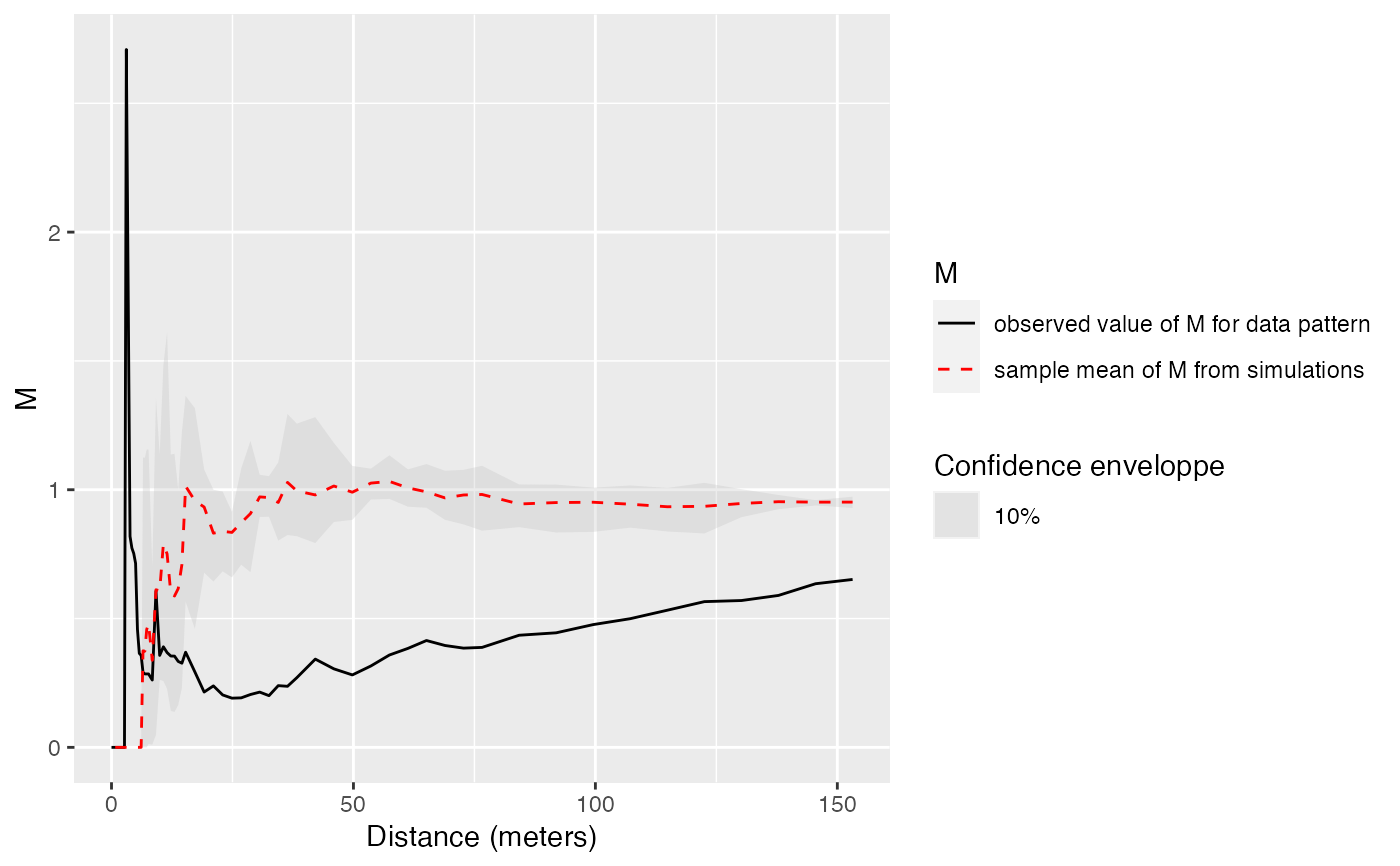 2
1
0
M
0
50
100
150
Distance (meters)
M
observed value of M for data pattern
sample mean of M from simulations
Confidence enveloppe
10%